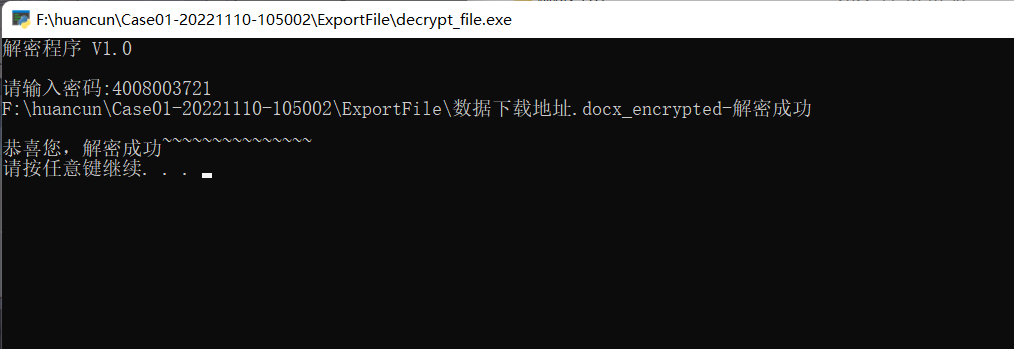 F:\huancun\Case01-20221110-105002\ExportFile\decrypt_file.exe
解密程序 V1.0
请输入密码:4008003721
F:\huancun\Case01-20221110-105002\ExportFile\数据下载地址.docx_encrypted-解密成功
恭喜您，解密成功~~~~~~~~~~~~~~~
请按任意键继续. . .